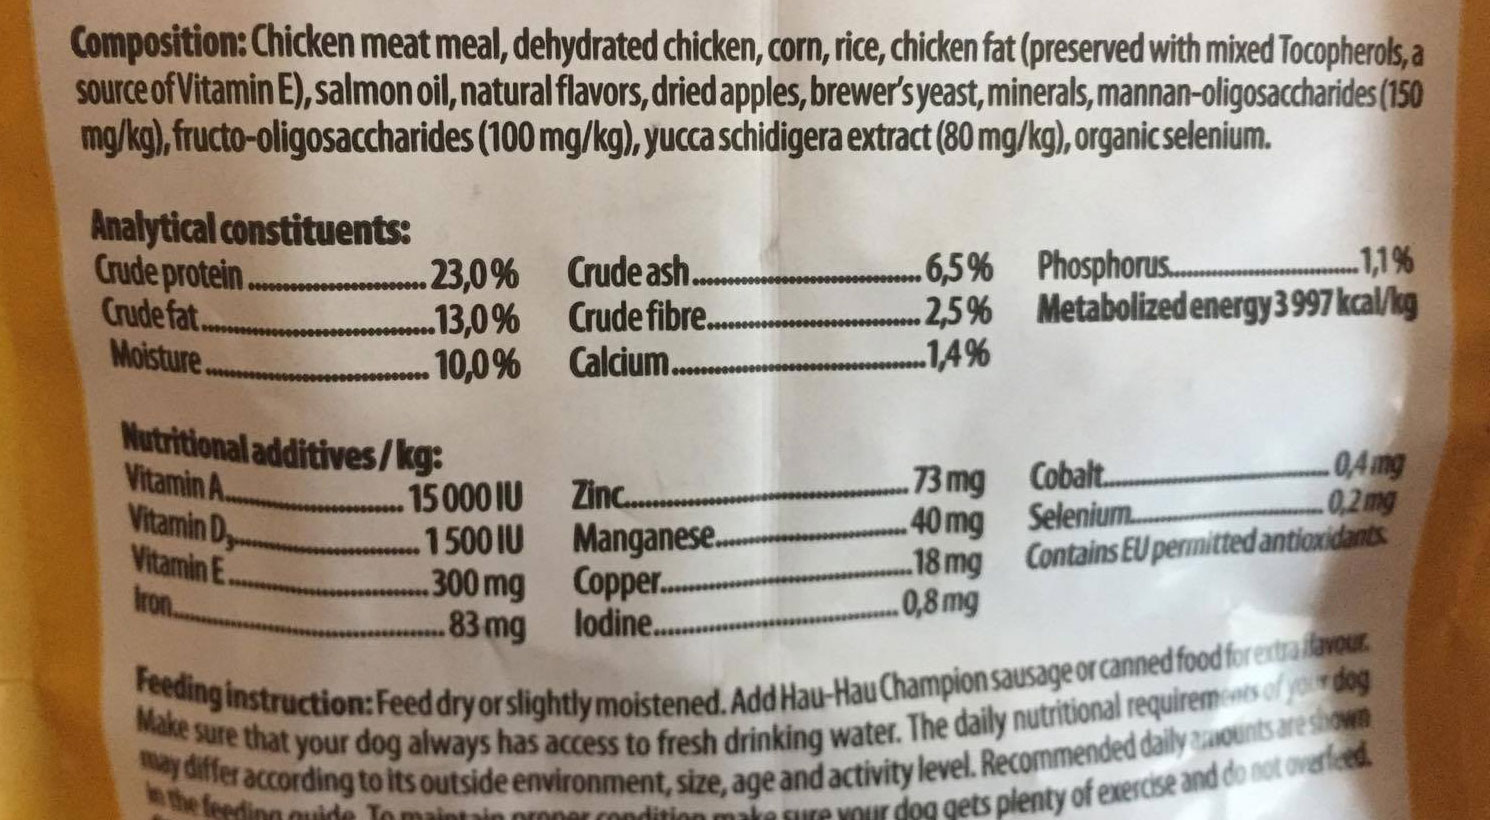 Composition: Chicken meat meal, dehydrated chicken, corn, rice, chicken fat (preserved with mixed Tocopherols, a
source of Vitamin E), salmon oil, natural flavors, dried apples, brewer's yeast, minerals, mannan-oligosaccharides (150
mg/kg), fructo-oligosaccharides (100 mg/kg), yucca schidigera extract (80 mg/kg), organic selenium.
Analytical constituents:
Crude protein 23,0%
Crude fat 13,0%
Moisture 10,0%
Crude ash 6,5%
Crude fibre 2,5%
Calcium 1,4%
Phosphorus 1,1%
Metabolized energy 3 997 kcal/kg
Nutritional additives / kg:
Vitamin A 15 000 IU
Vitamin D₃ 1 500 IU
Vitamin E 300 mg
Iron 83 mg
Zinc 73 mg
Manganese 40 mg
Copper 18 mg
Iodine 0,8 mg
Cobalt 0,4 mg
Selenium 0,2 mg
Contains EU permitted antioxidants.
Feeding instruction: Feed dry or slightly moistened. Add Hau-Hau Champion sausage or canned food for extra flavour.
Make sure that your dog always has access to fresh drinking water. The daily nutritional requirements of your dog
may differ according to its outside environment, size, age and activity level. Recommended daily amounts are shown
in the feeding guide. To maintain proper condition make sure your dog gets plenty of exercise and do not overfeed.